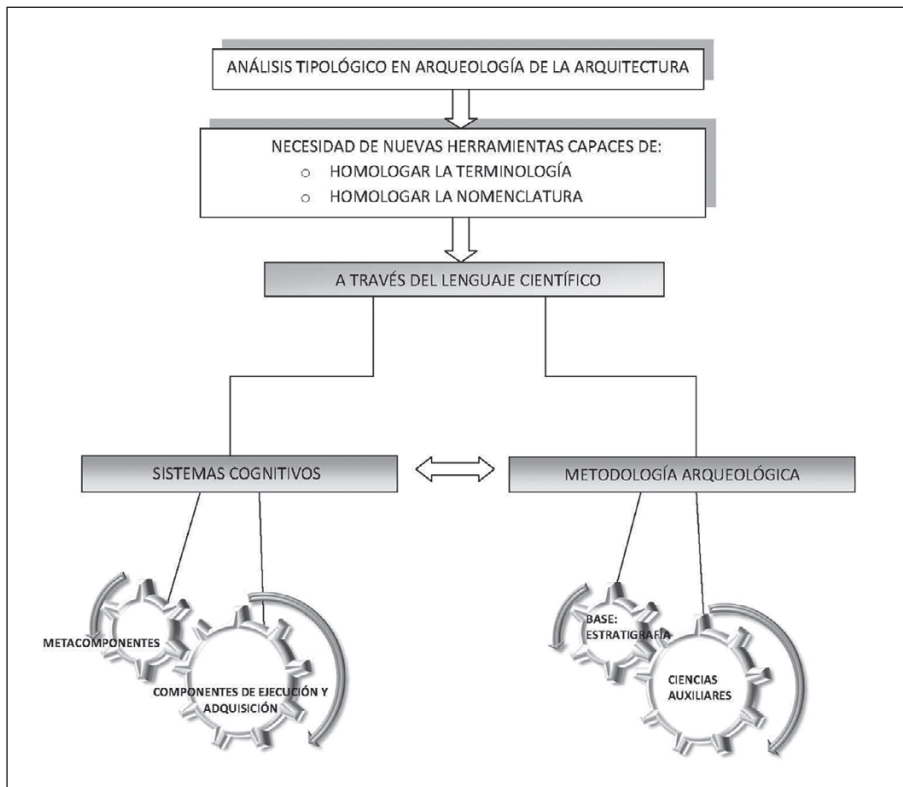 ANÁLISIS TIPOLÓGICO EN ARQUEOLOGÍA DE LA ARQUITECTURA
NECESIDAD DE NUEVAS HERRAMIENTAS CAPACES DE:
o HOMOLOGAR LA TERMINOLOGÍA
o HOMOLOGAR LA NOMENCLATURA
A TRAVÉS DEL LENGUAJE CIENTÍFICO
SISTEMAS COGNITIVOS
METODOLOGÍA ARQUEOLÓGICA
METACOMPONENTES
COMPONENTES DE EJECUCIÓN Y
ADQUISICIÓN
BASE:
ESTRATIGRAFÍA
CIENCIAS
AUXILIARES